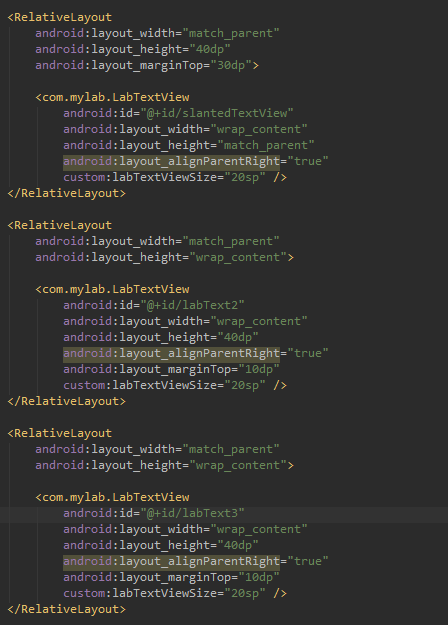 <RelativeLayout
android:layout_width="match_parent"
android:layout_height="40dp"
android:layout_marginTop="30dp">
<com.mylab.LabTextView
android:id="@+id/slantedTextView"
android:layout_width="wrap_content"
android:layout_height="match_parent"
android:layout_alignParentRight="true"
custom:labTextViewSize="20sp" />
</RelativeLayout>
<RelativeLayout
android:layout_width="match_parent"
android:layout_height="wrap_content">
<com.mylab.LabTextView
android:id="@+id/labText2"
android:layout_width="wrap_content"
android:layout_height="40dp"
android:layout_alignParentRight="true"
android:layout_marginTop="10dp"
custom:labTextViewSize="20sp" />
</RelativeLayout>
<RelativeLayout
android:layout_width="match_parent"
android:layout_height="wrap_content">
<com.mylab.LabTextView
android:id="@+id/labText3"
android:layout_width="wrap_content"
android:layout_height="40dp"
android:layout_alignParentRight="true"
android:layout_marginTop="10dp"
custom:labTextViewSize="20sp" />
</RelativeLayout>